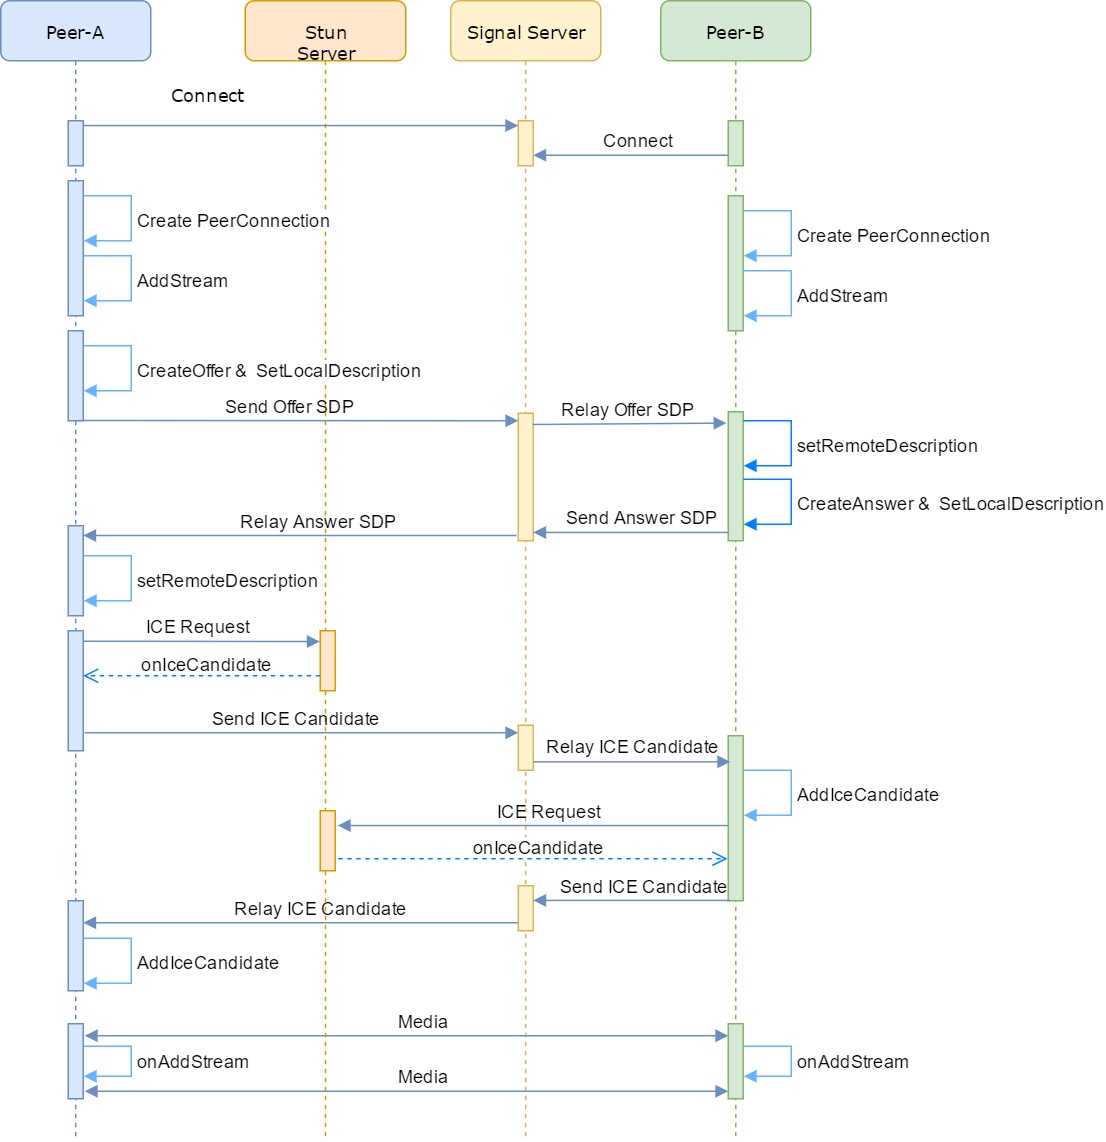 Peer-A
Stun
Server
Signal Server
Peer-B
Connect
Connect
Create PeerConnection
Create PeerConnection
AddStream
AddStream
CreateOffer & SetLocalDescription
Send Offer SDP
Relay Offer SDP
setRemoteDescription
CreateAnswer & SetLocalDescription
Send Answer SDP
Relay Answer SDP
setRemoteDescription
ICE Request
onIceCandidate
Send ICE Candidate
Relay ICE Candidate
AddIceCandidate
ICE Request
onIceCandidate
Send ICE Candidate
Relay ICE Candidate
AddIceCandidate
Media
onAddStream
onAddStream
Media